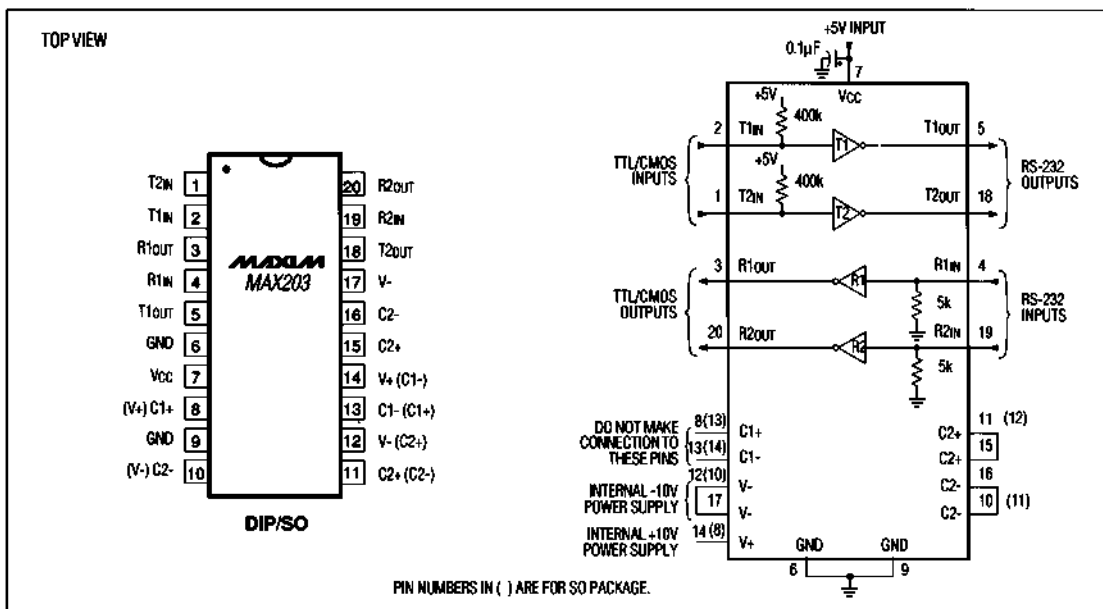 TOP VIEW
T2IN 1
T1IN 2
R1OUT 3
R1IN 4
T1OUT 5
GND 6
VCC 7
(V+) C1+ 8
GND 9
(V-) C2- 10
MAXIM
MAX203
20 R2OUT
19 R2IN
18 T2OUT
17 V-
16 C2-
15 C2+
14 V+ (C1-)
13 C1- (C1+)
12 V- (C2+)
11 C2+ (C2-)
DIP/SO
+5V INPUT
0.1µF
7
VCC
+5V
400k
2 T1IN T1 T1OUT 5
TTL/CMOS
INPUTS
+5V
400k
1 T2IN T2 T2OUT 18
RS-232
OUTPUTS
3 R1OUT R1 R1IN 4
TTL/CMOS
OUTPUTS
5k
20 R2OUT R2 R2IN 19
5k
RS-232
INPUTS
DO NOT MAKE
CONNECTION TO
THESE PINS
8(13) C1+
13(14) C1-
INTERNAL -10V
POWER SUPPLY
12(10) V-
17 V-
INTERNAL +10V
POWER SUPPLY
14(8) V+
C2+ 11 (12)
C2+ 15
C2- 16
C2- 10 (11)
GND GND
6 9
PIN NUMBERS IN ( ) ARE FOR SO PACKAGE.